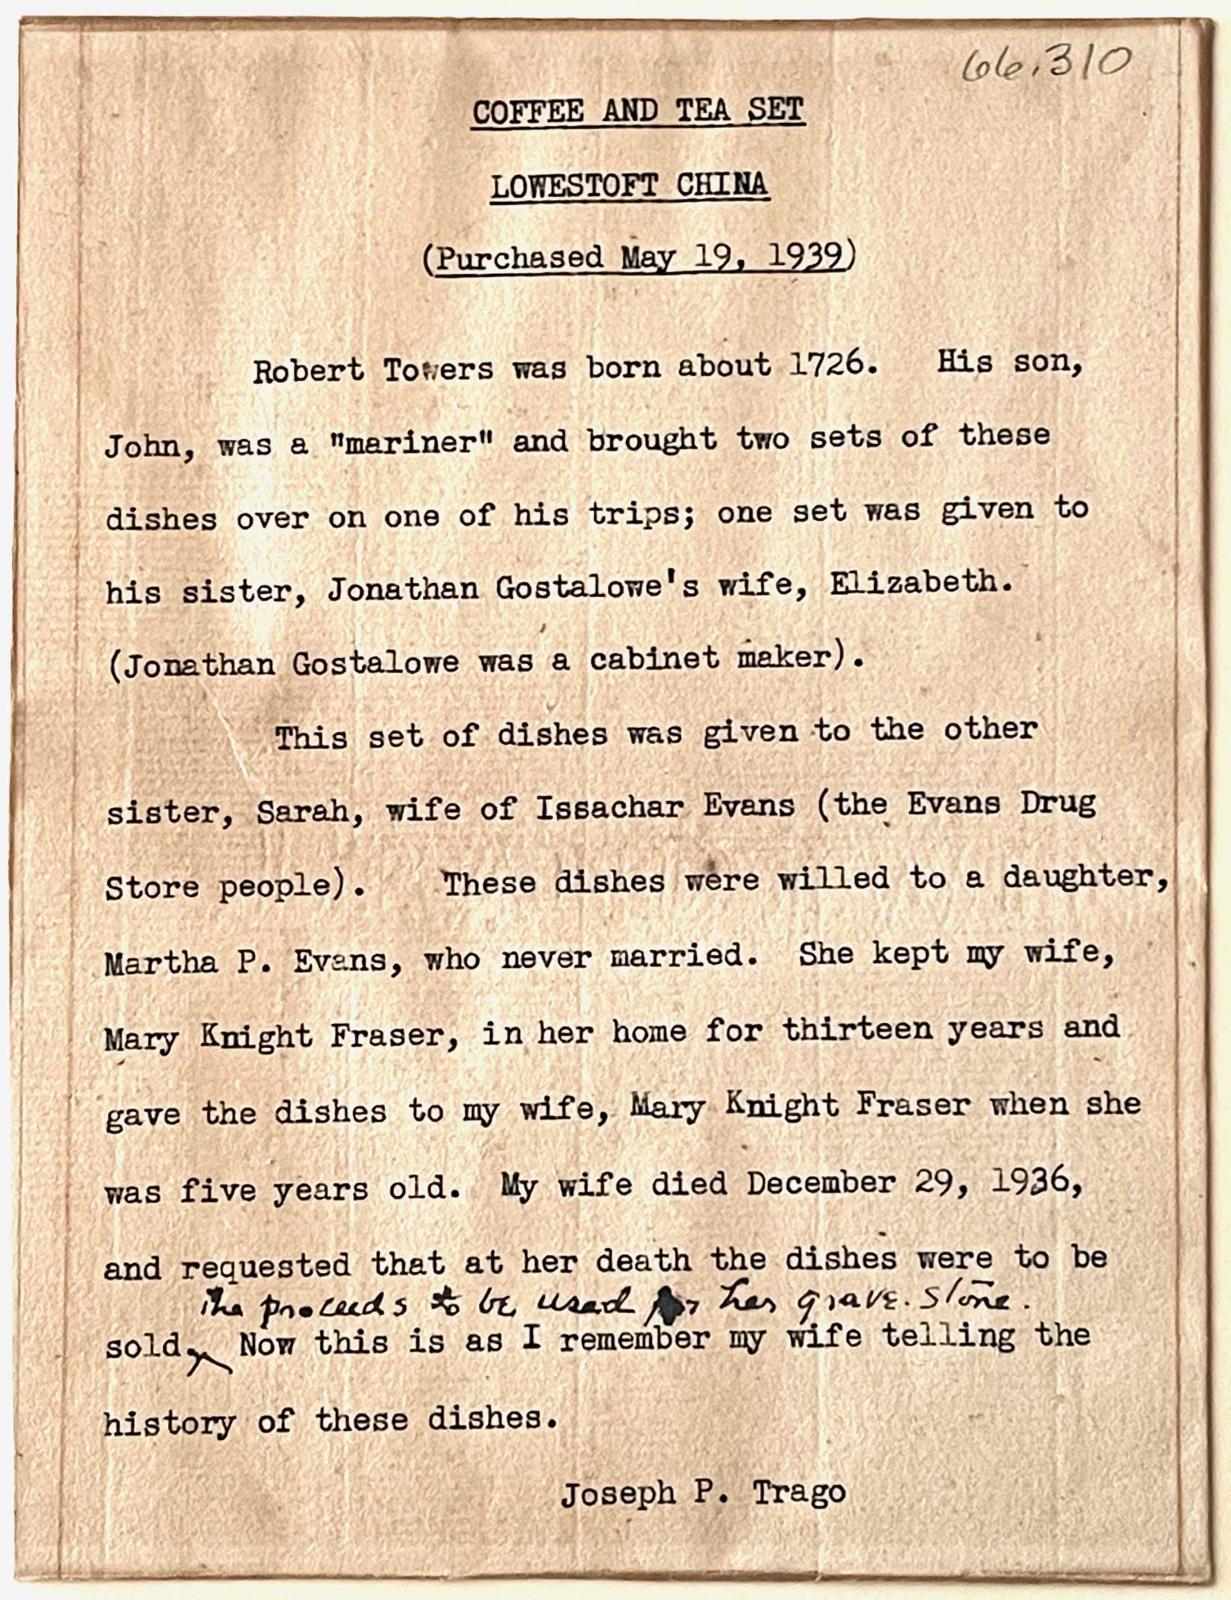 66.310
COFFEE AND TEA SET
LOWESTOFT CHINA
(Purchased May 19, 1939)
Robert Towers was born about 1726. His son,
John, was a "mariner" and brought two sets of these
dishes over on one of his trips; one set was given to
his sister, Jonathan Gostalowe's wife, Elizabeth.
(Jonathan Gostalowe was a cabinet maker).
This set of dishes was given to the other
sister, Sarah, wife of Issachar Evans (the Evans Drug
Store people). These dishes were willed to a daughter,
Martha P. Evans, who never married. She kept my wife,
Mary Knight Fraser, in her home for thirteen years and
gave the dishes to my wife, Mary Knight Fraser when she
was five years old. My wife died December 29, 1936,
and requested that at her death the dishes were to be
the proceeds to be used for her grave. stone.
sold, Now this is as I remember my wife telling the
history of these dishes.
Joseph P. Trago